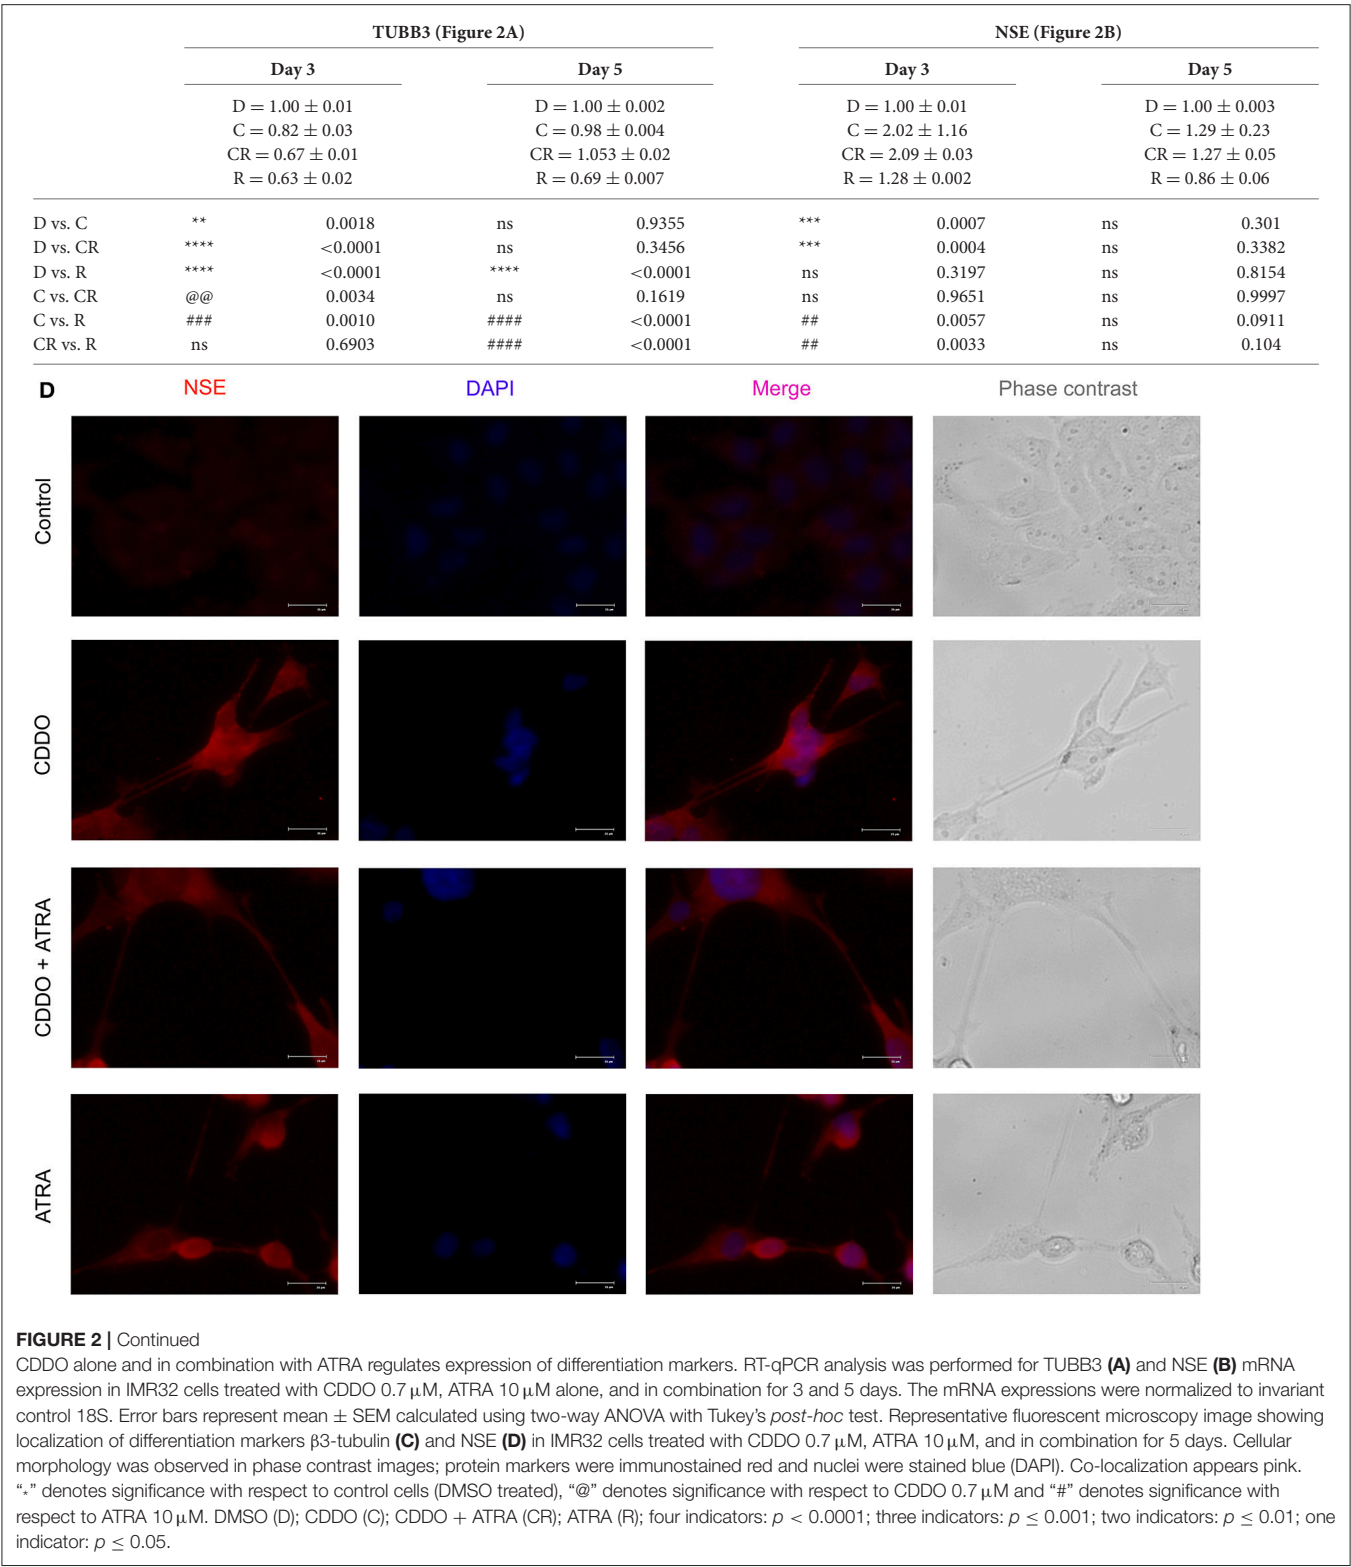 TUBB3 (Figure 2A) NSE (Figure 2B)
Day 3 Day 5 Day 3 Day 5
D = 1.00 ± 0.01 D = 1.00 ± 0.002 D = 1.00 ± 0.01 D = 1.00 ± 0.003
C = 0.82 ± 0.03 C = 0.98 ± 0.004 C = 2.02 ± 1.16 C = 1.29 ± 0.23
CR = 0.67 ± 0.01 CR = 1.053 ± 0.02 CR = 2.09 ± 0.03 CR = 1.27 ± 0.05
R = 0.63 ± 0.02 R = 0.69 ± 0.007 R = 1.28 ± 0.002 R = 0.86 ± 0.06
D vs. C ** 0.0018 ns 0.9355 *** 0.0007 ns 0.301
D vs. CR **** <0.0001 ns 0.3456 *** 0.0004 ns 0.3382
D vs. R **** <0.0001 **** <0.0001 ns 0.3197 ns 0.8154
C vs. CR @@ 0.0034 ns 0.1619 ns 0.9651 ns 0.9997
C vs. R ### 0.0010 #### <0.0001 ## 0.0057 ns 0.0911
CR vs. R ns 0.6903 #### <0.0001 ## 0.0033 ns 0.104
D NSE DAPI Merge Phase contrast
Control
CDDO
CDDO + ATRA
ATRA
FIGURE 2 | Continued
CDDO alone and in combination with ATRA regulates expression of differentiation markers. RT-qPCR analysis was performed for TUBB3 (A) and NSE (B) mRNA
expression in IMR32 cells treated with CDDO 0.7 μM, ATRA 10 μM alone, and in combination for 3 and 5 days. The mRNA expressions were normalized to invariant
control 18S. Error bars represent mean ± SEM calculated using two-way ANOVA with Tukey's post-hoc test. Representative fluorescent microscopy image showing
localization of differentiation markers β3-tubulin (C) and NSE (D) in IMR32 cells treated with CDDO 0.7 μM, ATRA 10 μM, and in combination for 5 days. Cellular
morphology was observed in phase contrast images; protein markers were immunostained red and nuclei were stained blue (DAPI). Co-localization appears pink.
“*” denotes significance with respect to control cells (DMSO treated), “@” denotes significance with respect to CDDO 0.7 μM and “#” denotes significance with
respect to ATRA 10 μM. DMSO (D); CDDO (C); CDDO + ATRA (CR); ATRA (R); four indicators: p < 0.0001; three indicators: p ≤ 0.001; two indicators: p ≤ 0.01; one
indicator: p ≤ 0.05.